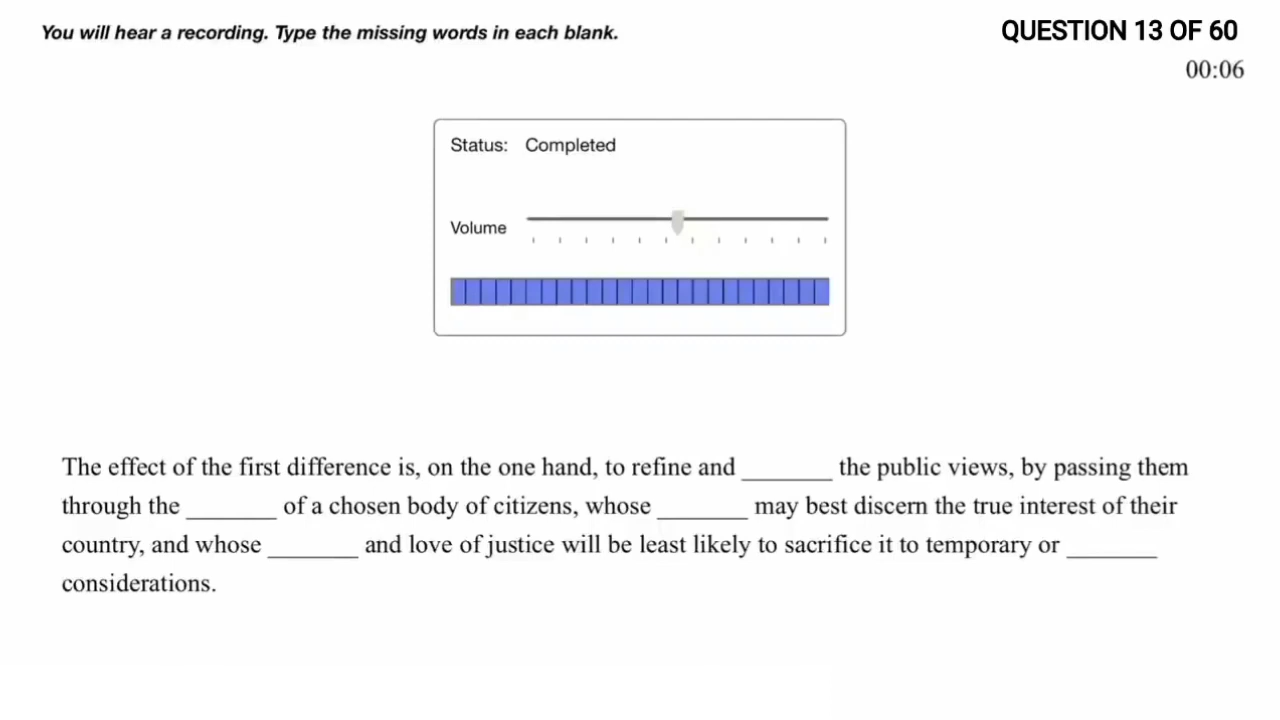 You will hear a recording. Type the missing words in each blank.
QUESTION 13 OF 60
00:06
Status: Completed
Volume
The effect of the first difference is, on the one hand, to refine and _______ the public views, by passing them
through the _______ of a chosen body of citizens, whose _______ may best discern the true interest of their
country, and whose _______ and love of justice will be least likely to sacrifice it to temporary or _______
considerations.